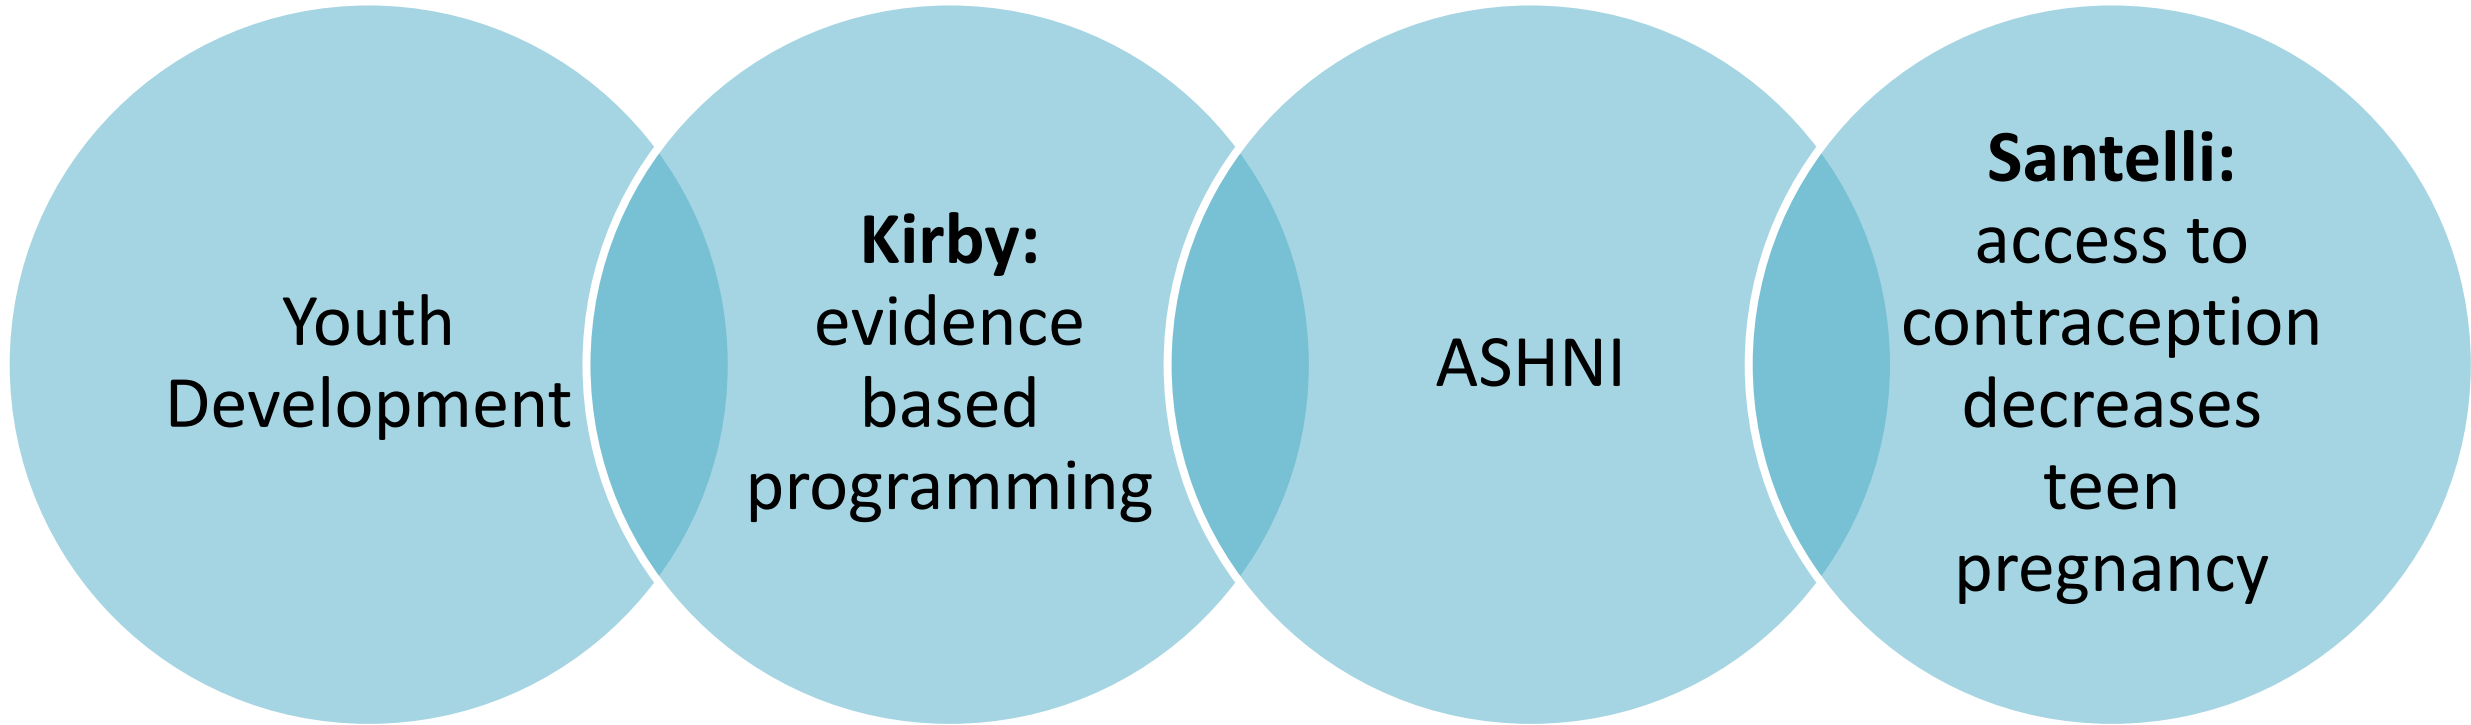 Youth
Development
Kirby:
evidence
based
programming
ASHNI
Santelli:
access to
contraception
decreases
teen
pregnancy